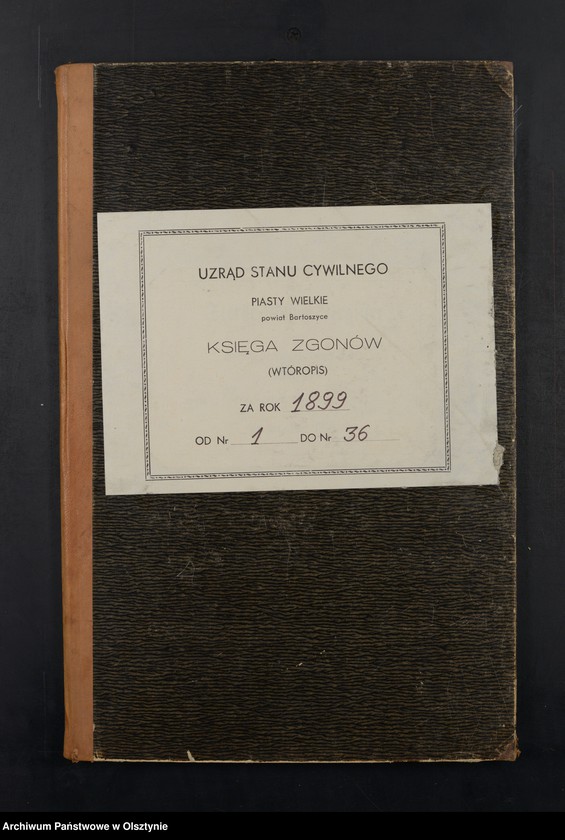 UZRĄD STANU CYWILNEGO
PIASTY WIELKIE
powiat Bartoszyce
KSIĘGA ZGONÓW
(WTÓROPIS)
ZA ROK 1899
OD Nr 1 DO Nr 36
Archiwum Państwowe w Olsztynie